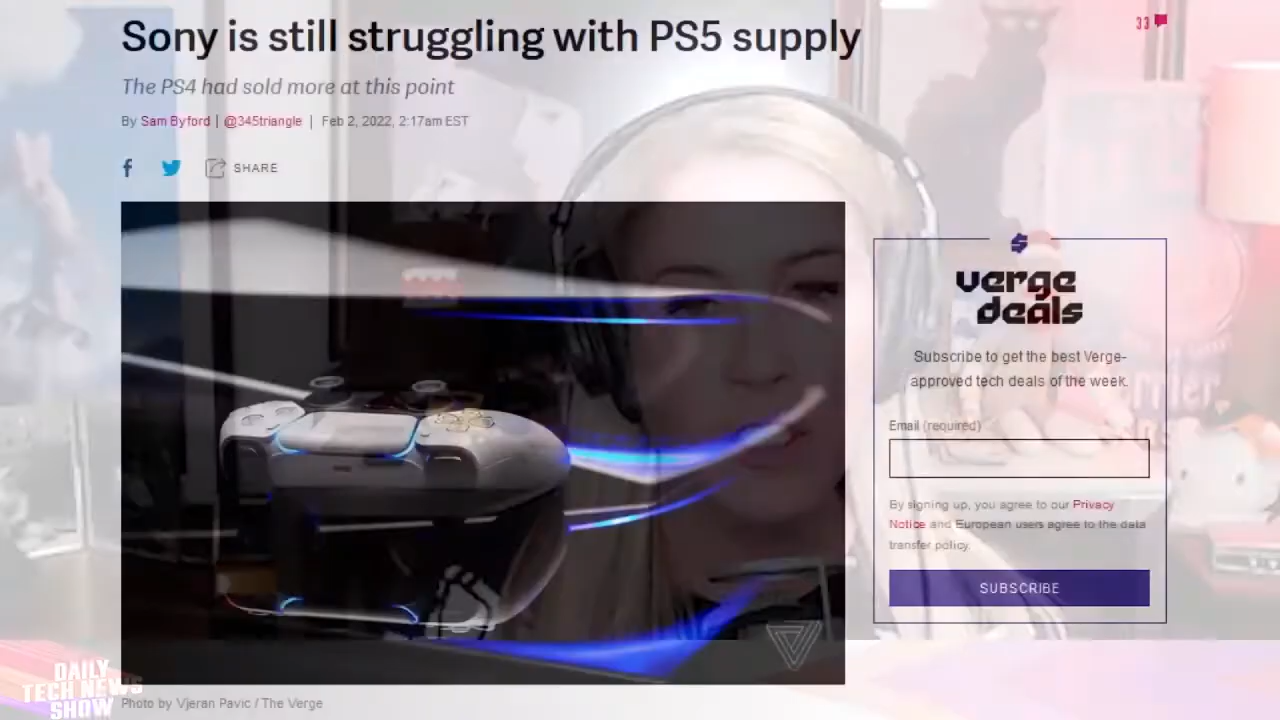 Sony is still struggling with PS5 supply
33
The PS4 had sold more at this point
By Sam Byford | @345triangle | Feb 2, 2022, 2:17am EST
SHARE
verge
deals
Subscribe to get the best Verge-
approved tech deals of the week.
Email (required)
By signing up, you agree to our Privacy
Notice and European users agree to the data
transfer policy.
SUBSCRIBE
DAILY
TECH NEWS
SHOW
Photo by Vjeran Pavic / The Verge